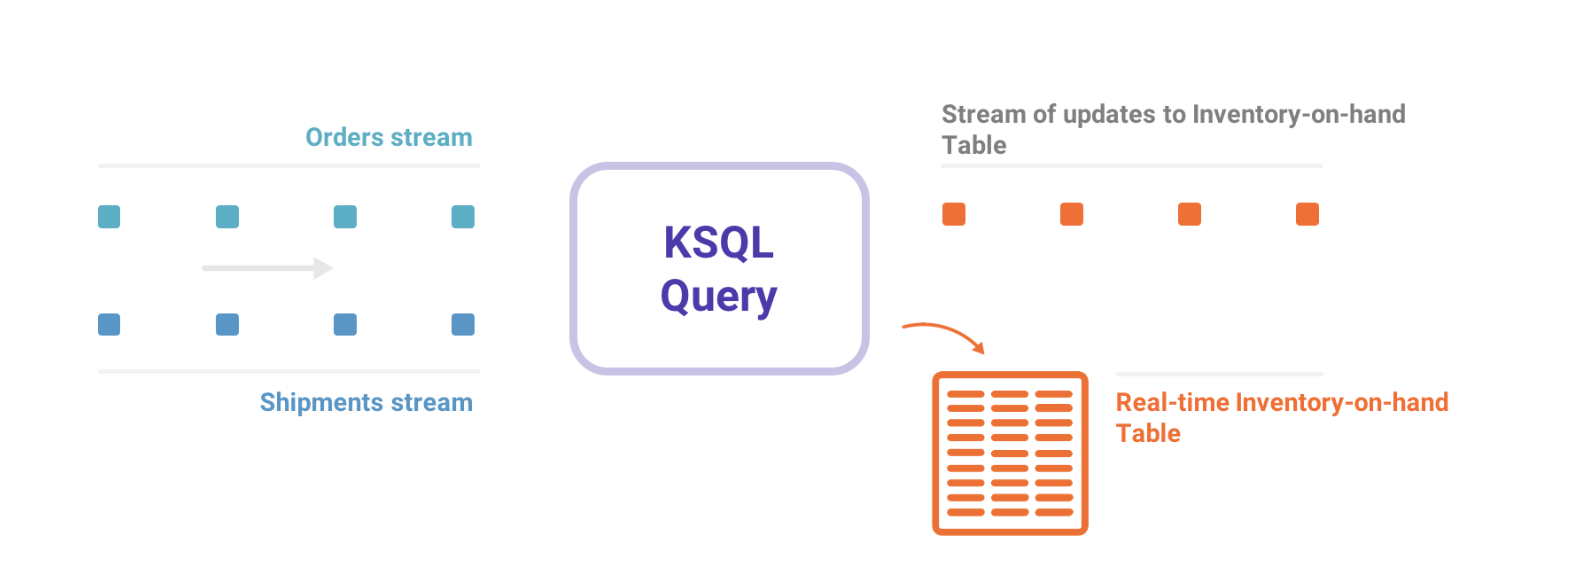 Orders stream
Shipments stream
KSQL
Query
Stream of updates to Inventory-on-hand
Table
Real-time Inventory-on-hand
Table